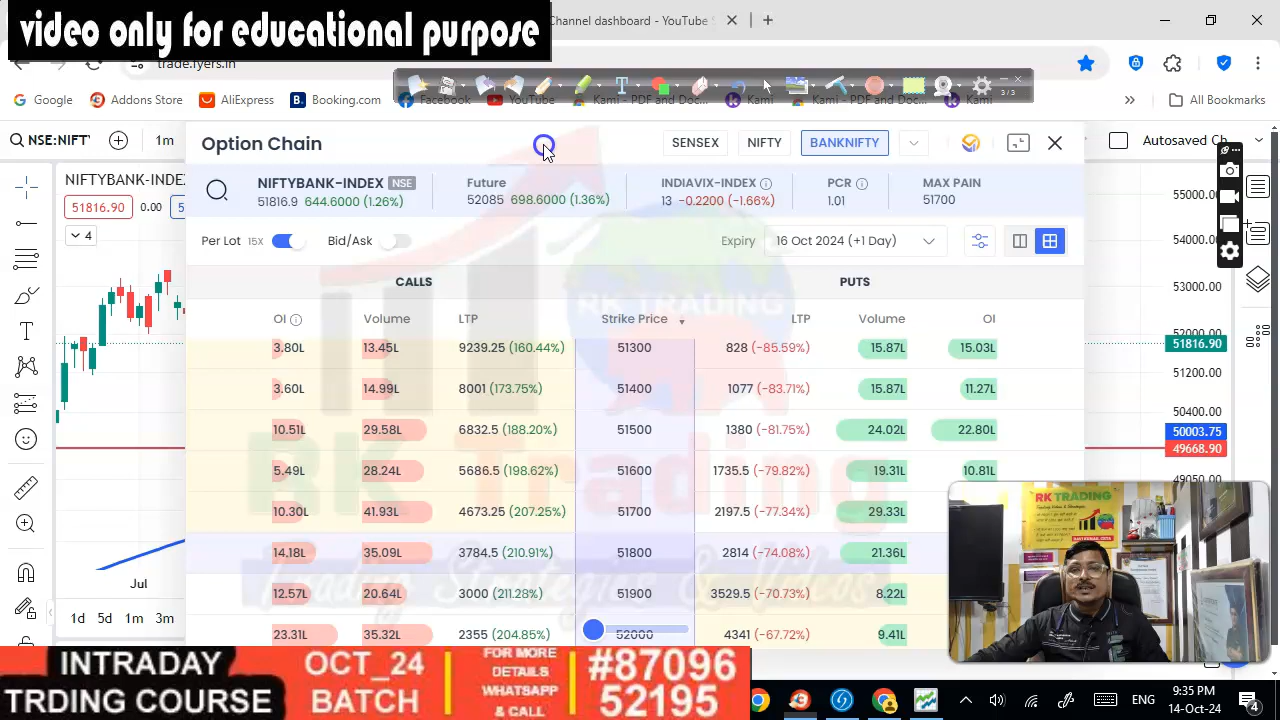 video only for educational purpose
Channel dashboard - YouTube S
trade.fyers.in
Google
Addons Store
AliExpress
Booking.com
Facebook
YouTube
Kami - PDF and Doc...
Kami
Kami - PDF and Doc...
Kami
All Bookmarks
3/3
NSE:NIFTY
1m
Autosaved Ch
Option Chain
SENSEX
NIFTY
BANKNIFTY
NIFTYBANK-INDEX
51816.90
0.00
4
NIFTYBANK-INDEX NSE
51816.9 644.6000 (1.26%)
Future
52085 698.6000 (1.36%)
INDIAVIX-INDEX
13 -0.2200 (-1.66%)
PCR
1.01
MAX PAIN
51700
Per Lot 15X
Bid/Ask
Expiry
16 Oct 2024 (+1 Day)
CALLS
PUTS
OI Volume LTP Strike Price LTP Volume OI
3.80L 13.45L 9239.25 (160.44%) 51300 828 (-85.59%) 15.87L 15.03L
3.60L 14.99L 8001 (173.75%) 51400 1077 (-83.71%) 15.87L 11.27L
10.51L 29.58L 6832.5 (188.20%) 51500 1380 (-81.75%) 24.02L 22.80L
5.49L 28.24L 5686.5 (198.62%) 51600 1735.5 (-79.82%) 19.31L 10.81L
10.30L 41.93L 4673.25 (207.25%) 51700 2197.5 (-77.34%) 29.33L
14.18L 35.09L 3784.5 (210.91%) 51800 2814 (-74.08%) 21.36L
12.57L 20.64L 3000 (211.28%) 51900 3529.5 (-70.73%) 8.22L
23.31L 35.32L 2355 (204.85%) 52000 4341 (-67.72%) 9.41L
RK TRADING
RK Trading
55000.00
54000.00
53000.00
52000.00
51816.90
51200.00
50400.00
50003.75
49668.90
Jul
1d 5d 1m 3m
RK TRADING
INTRADAY
TRDING COURSE
OCT_24
BATCH
FOR MORE
DETAILS
WHATSAPP
& CALL
#87096
52195
ENG
9:35 PM
14-Oct-24
4